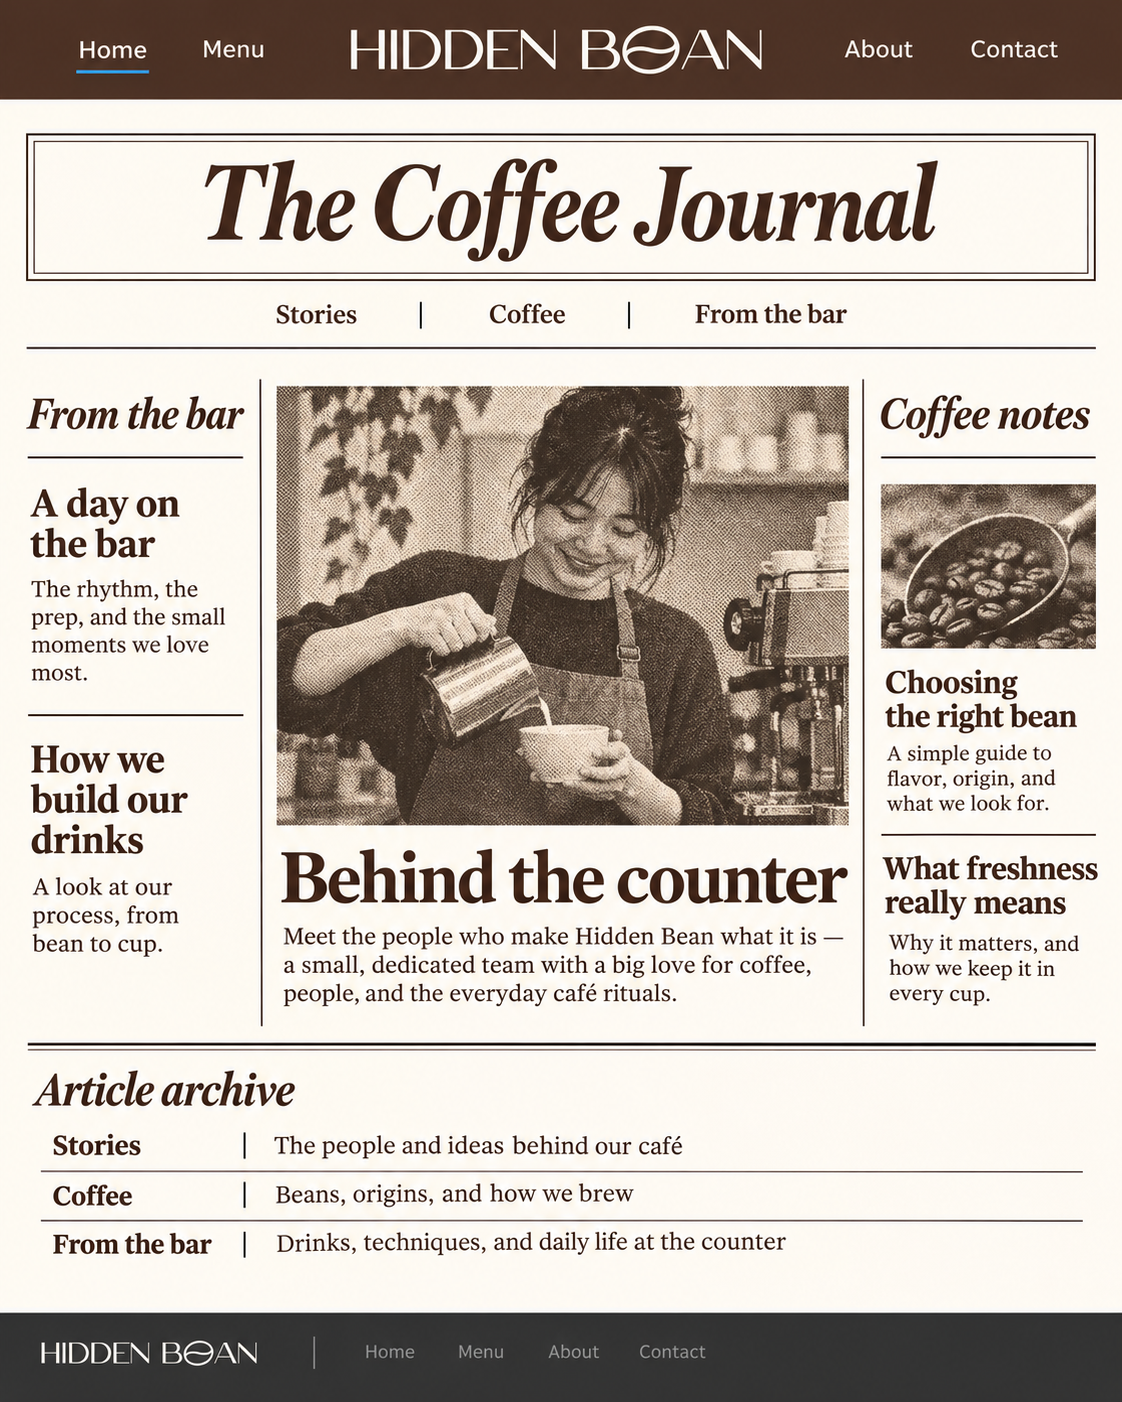 Home Menu HIDDEN BEAN About Contact
The Coffee Journal
Stories | Coffee | From the bar
From the bar
A day on
the bar
The rhythm, the
prep, and the small
moments we love
most.
How we
build our
drinks
A look at our
process, from
bean to cup.
Behind the counter
Meet the people who make Hidden Bean what it is —
a small, dedicated team with a big love for coffee,
people, and the everyday café rituals.
Coffee notes
Choosing
the right bean
A simple guide to
flavor, origin, and
what we look for.
What freshness
really means
Why it matters, and
how we keep it in
every cup.
Article archive
Stories | The people and ideas behind our café
Coffee | Beans, origins, and how we brew
From the bar | Drinks, techniques, and daily life at the counter
HIDDEN BEAN | Home Menu About Contact